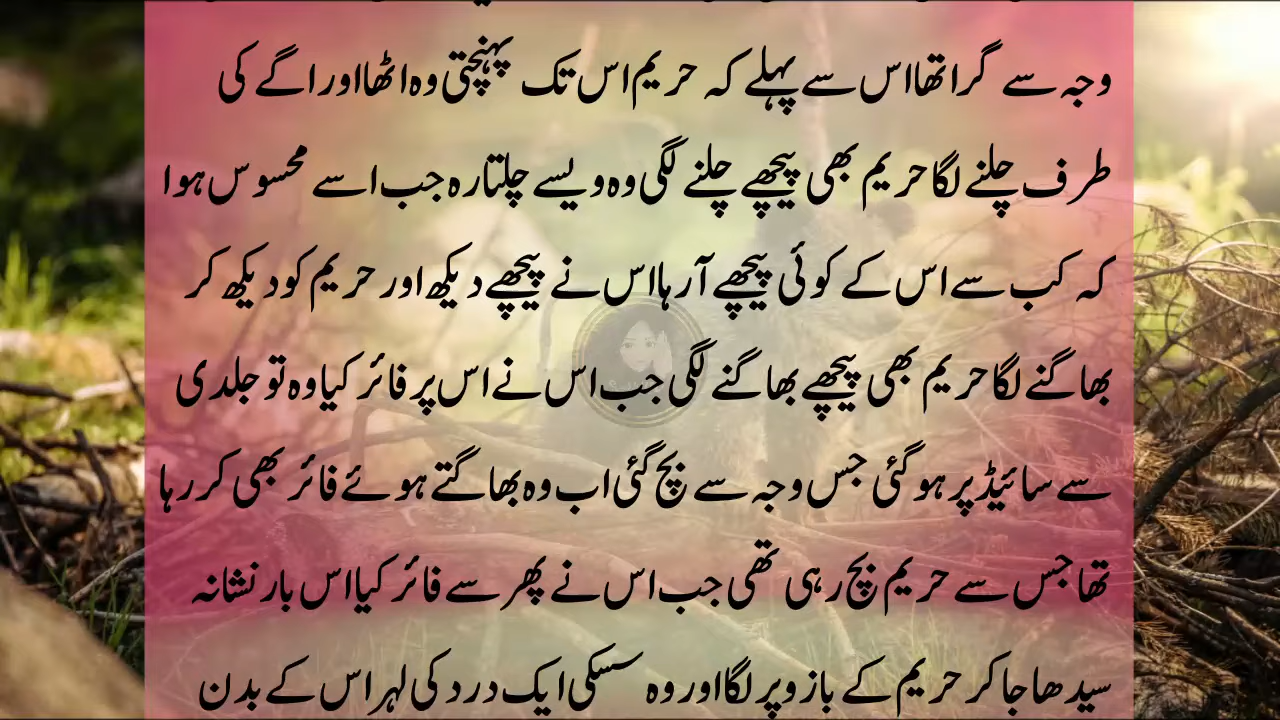 وجہ سے گرا تھا اس سے پہلے کہ حریم اس تک پہنچتی وہ اٹھا اور اگے کی
طرف چلنے لگا حریم بھی پیچھے چلنے لگی وہ ویسے چلتا رہ جب اسے محسوس ہوا
کہ کب سے اس کے کوئی پیچھے آ رہا اس نے پیچھے دیکھ اور حریم کو دیکھ کر
بھاگنے لگا حریم بھی پیچھے بھاگنے لگی جب اس نے اس پر فائر کیا وہ تو جلدی
سے سائیڈ پر ہو گئی جس وجہ سے بچ گئی اب وہ بھاگتے ہوئے فائر بھی کر رہا
تھا جس سے حریم بچ رہی تھی جب اس نے پھر سے فائر کیا اس بار نشانہ
سیدھا جا کر حریم کے بازو پر لگا اور وہ سسکی ایک درد کی لہر اس کے بدن